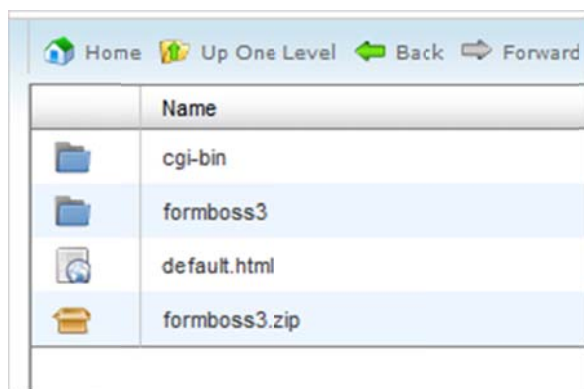 Home Up One Level Back Forward
Name
cgi-bin
formboss3
default.html
formboss3.zip